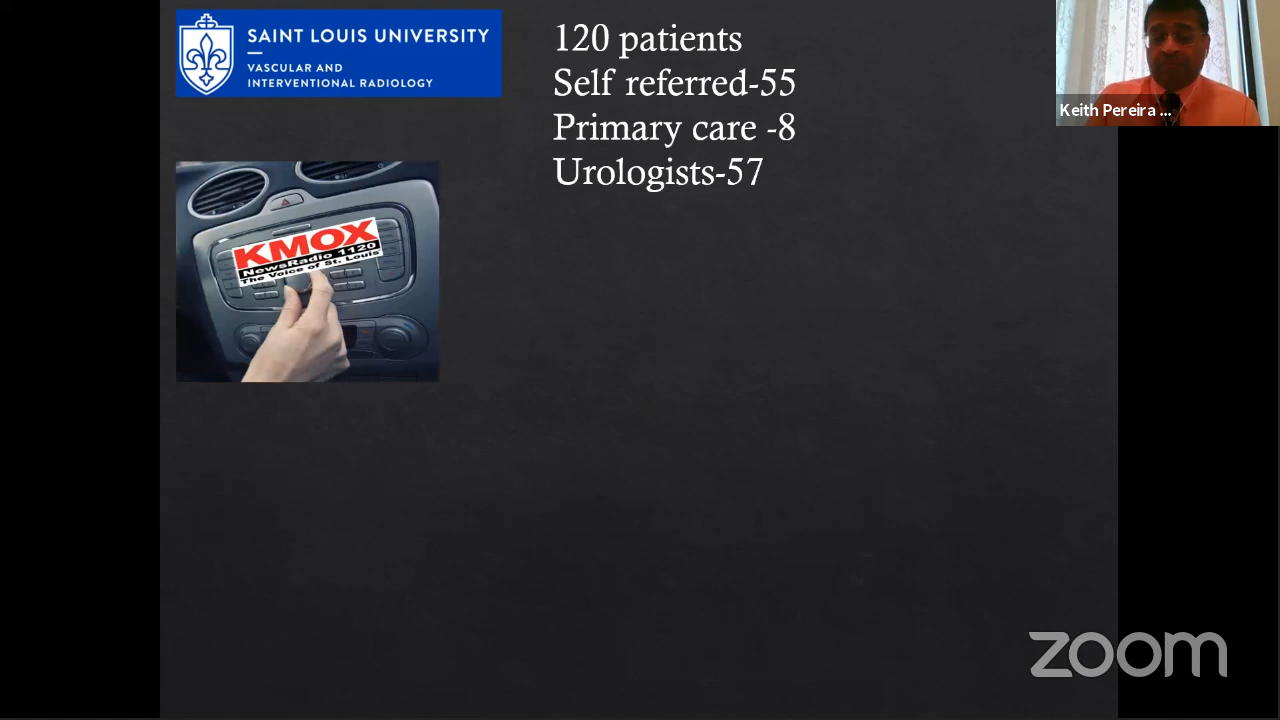 SAINT LOUIS UNIVERSITY
VASCULAR AND
INTERVENTIONAL RADIOLOGY
120 patients
Self referred-55
Primary care -8
Urologists-57
Keith Pereira ...
KMOX
NewsRadio 1120
The Voice of St. Louis
zoom